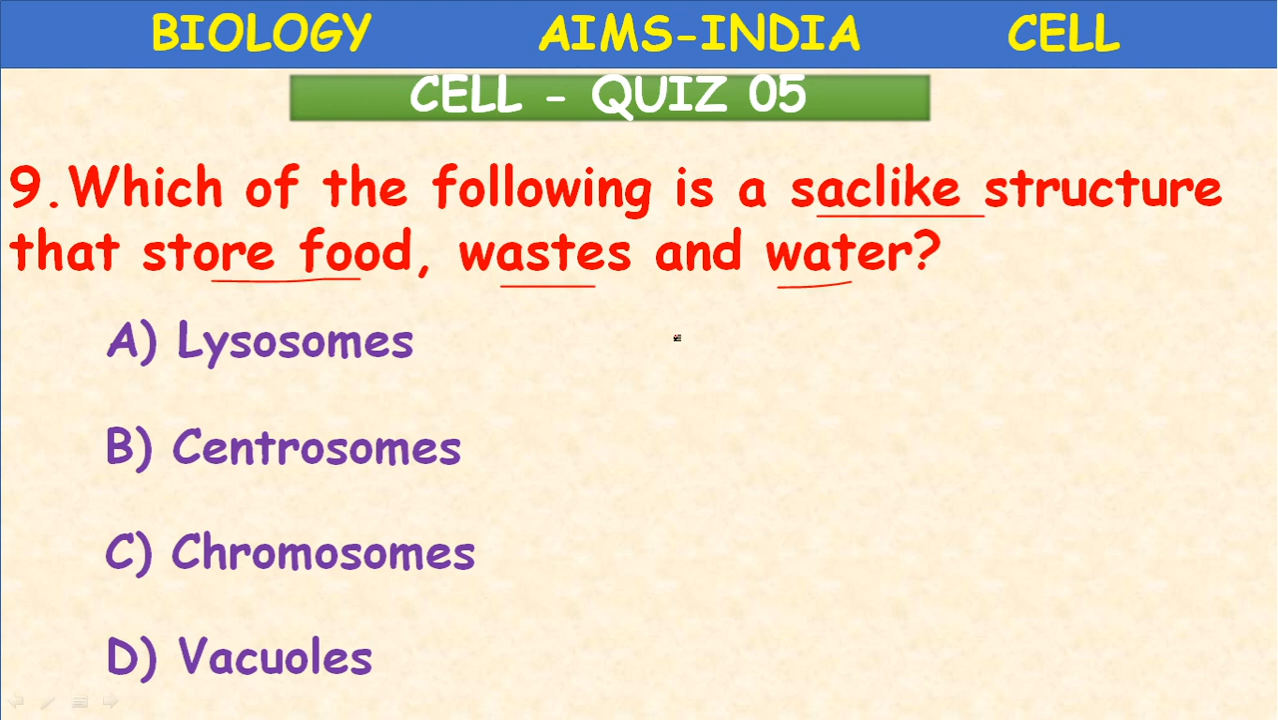 BIOLOGY AIMS-INDIA CELL
CELL - QUIZ 05
9.Which of the following is a saclike structure
that store food, wastes and water?
A) Lysosomes
B) Centrosomes
C) Chromosomes
D) Vacuoles